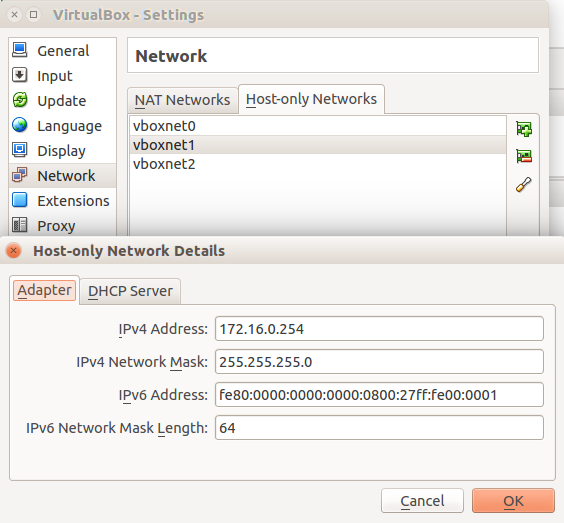 VirtualBox - Settings
General
Input
Update
Language
Display
Network
Extensions
Proxy
Network
NAT Networks
Host-only Networks
vboxnet0
vboxnet1
vboxnet2
Host-only Network Details
Adapter
DHCP Server
IPv4 Address: 172.16.0.254
IPv4 Network Mask: 255.255.255.0
IPv6 Address: fe80:0000:0000:0000:0800:27ff:fe00:0001
IPv6 Network Mask Length: 64
Cancel
OK